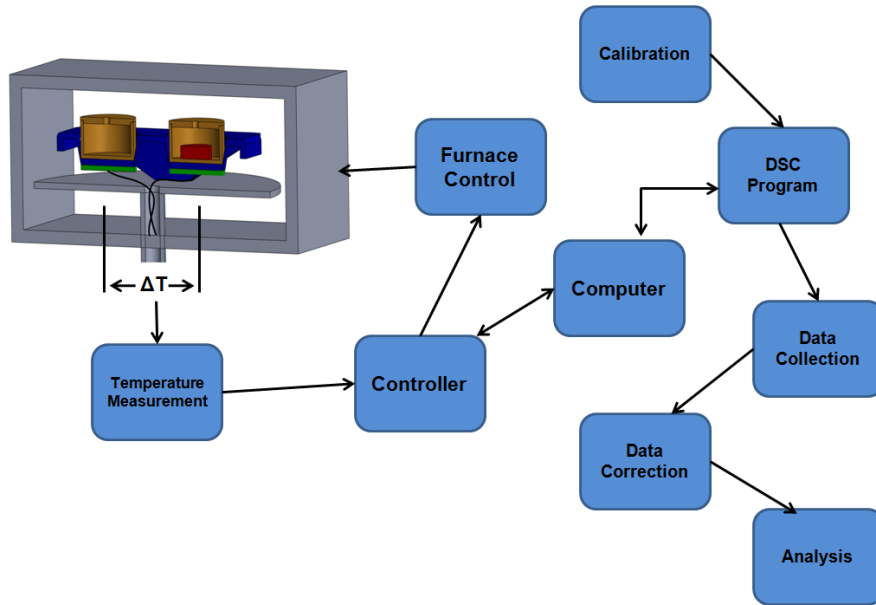 Calibration
Furnace
Control
DSC
Program
ΔT
Computer
Temperature
Measurement
Controller
Data
Collection
Data
Correction
Analysis